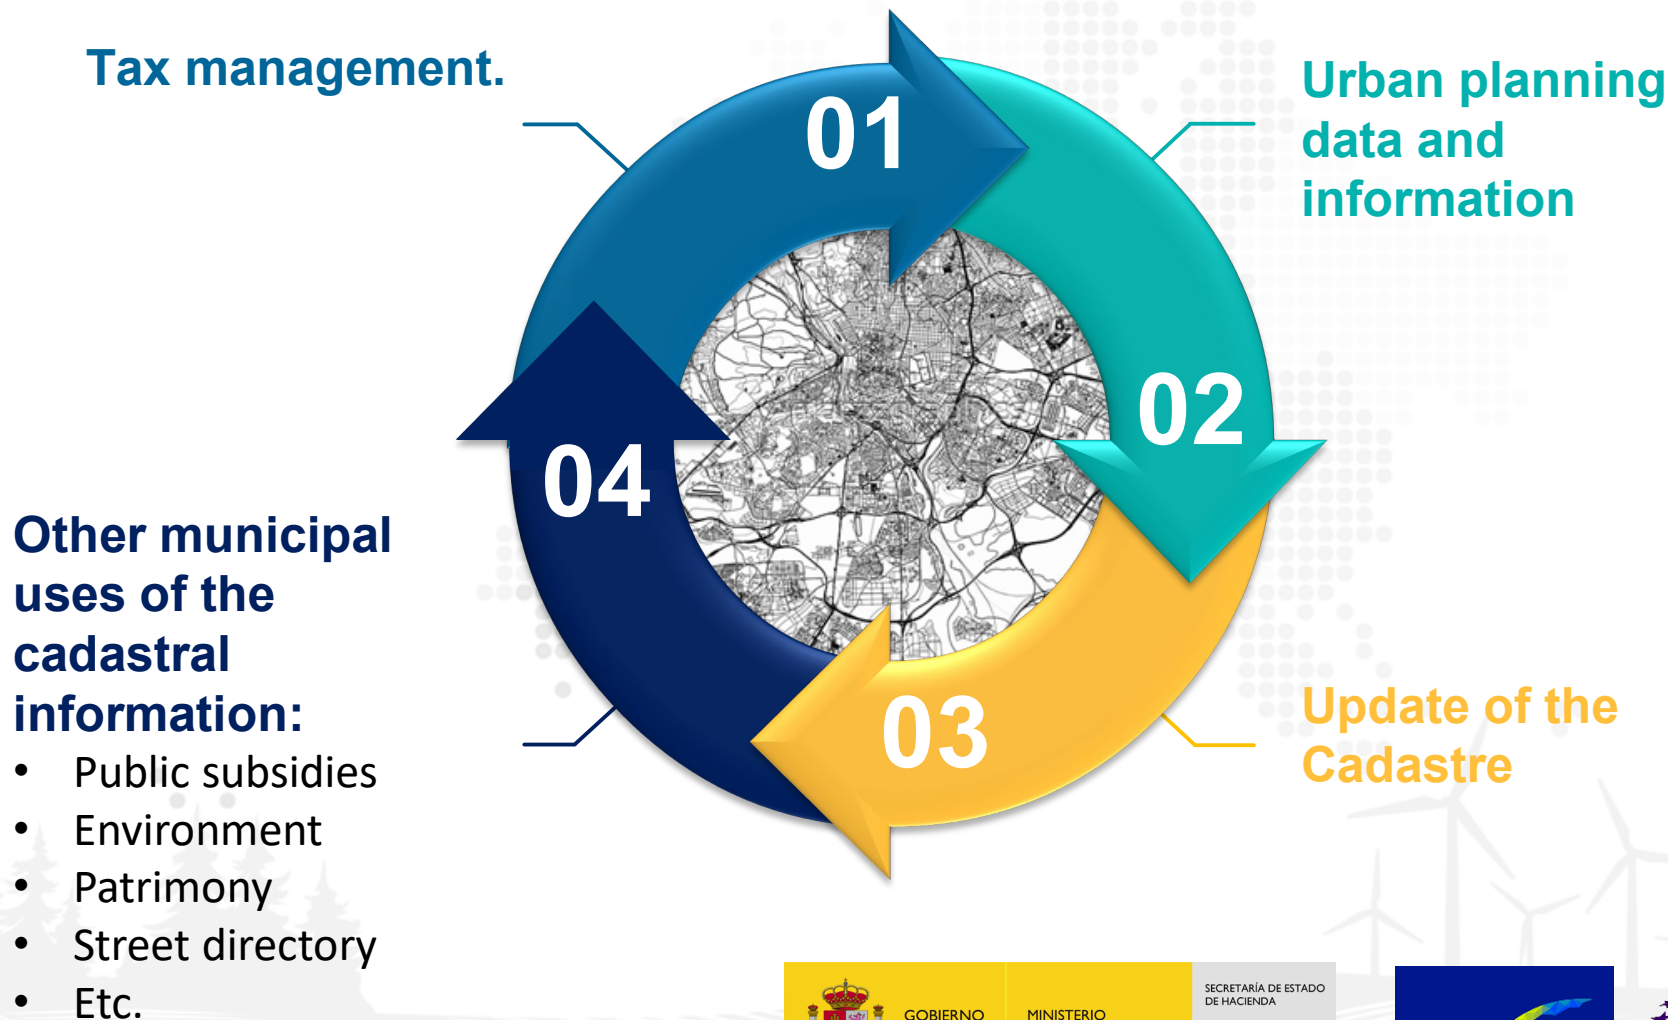 Tax management.
01
Urban planning
data and
information
02
04
Other municipal
uses of the
cadastral
information:
• Public subsidies
• Environment
• Patrimony
• Street directory
• Etc.
03
Update of the
Cadastre
GOBIERNO
MINISTERIO
SECRETARÍA DE ESTADO
DE HACIENDA